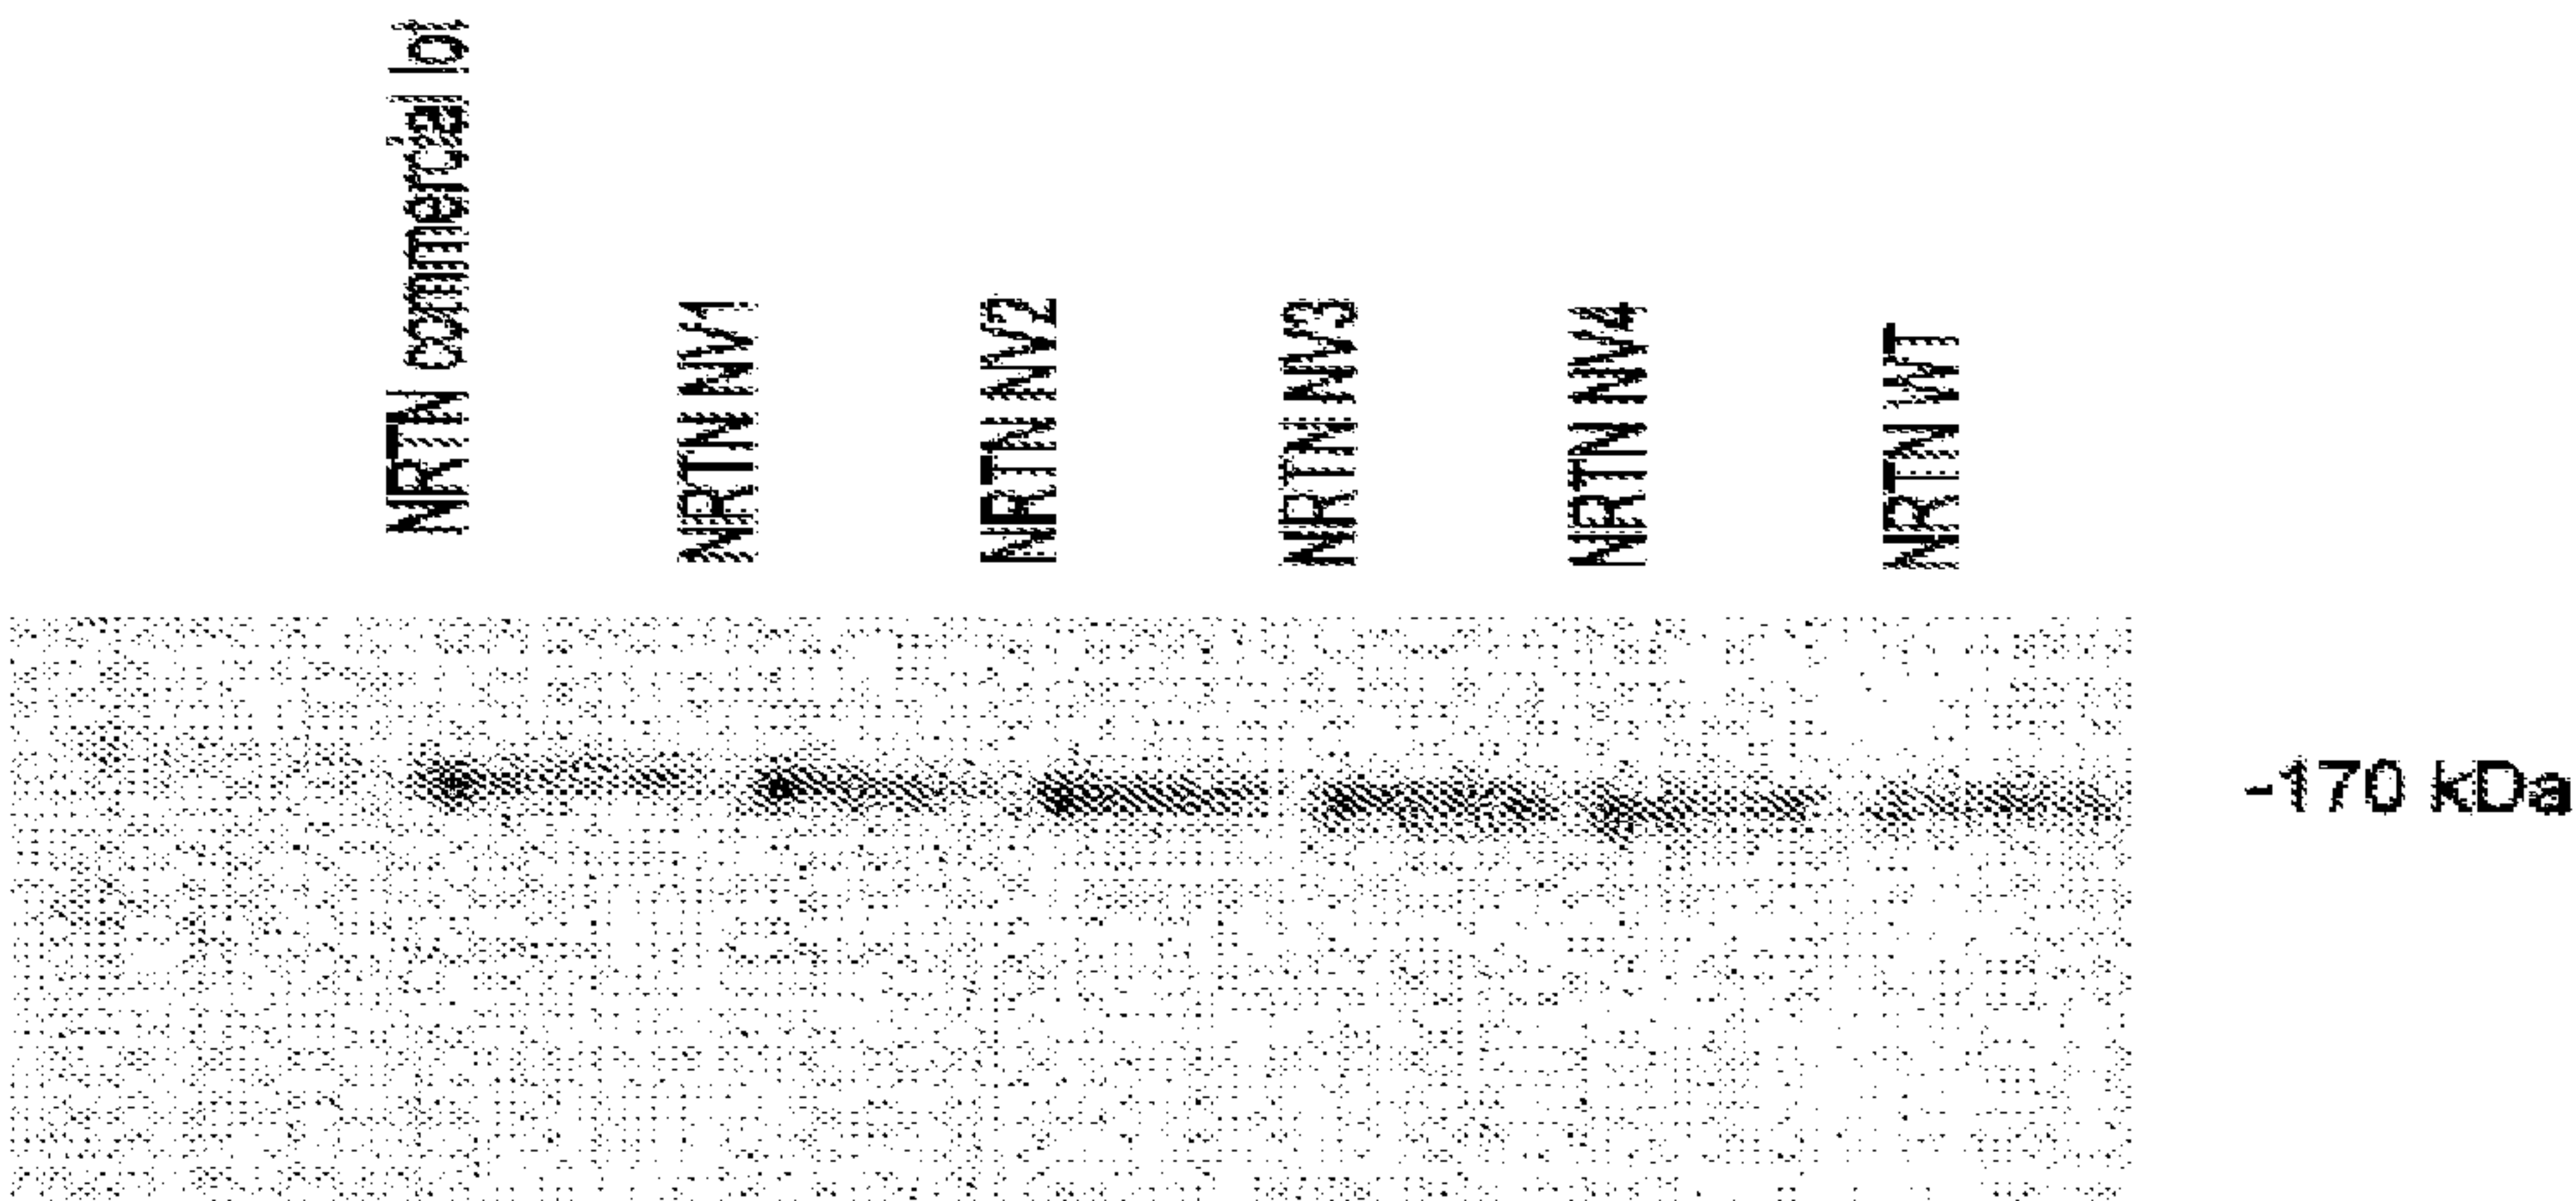 NRTN commercial lot
NRTN NV1
NRTN NV2
NRTN NV3
NRTN NV4
NRTN WT
-170 kDa